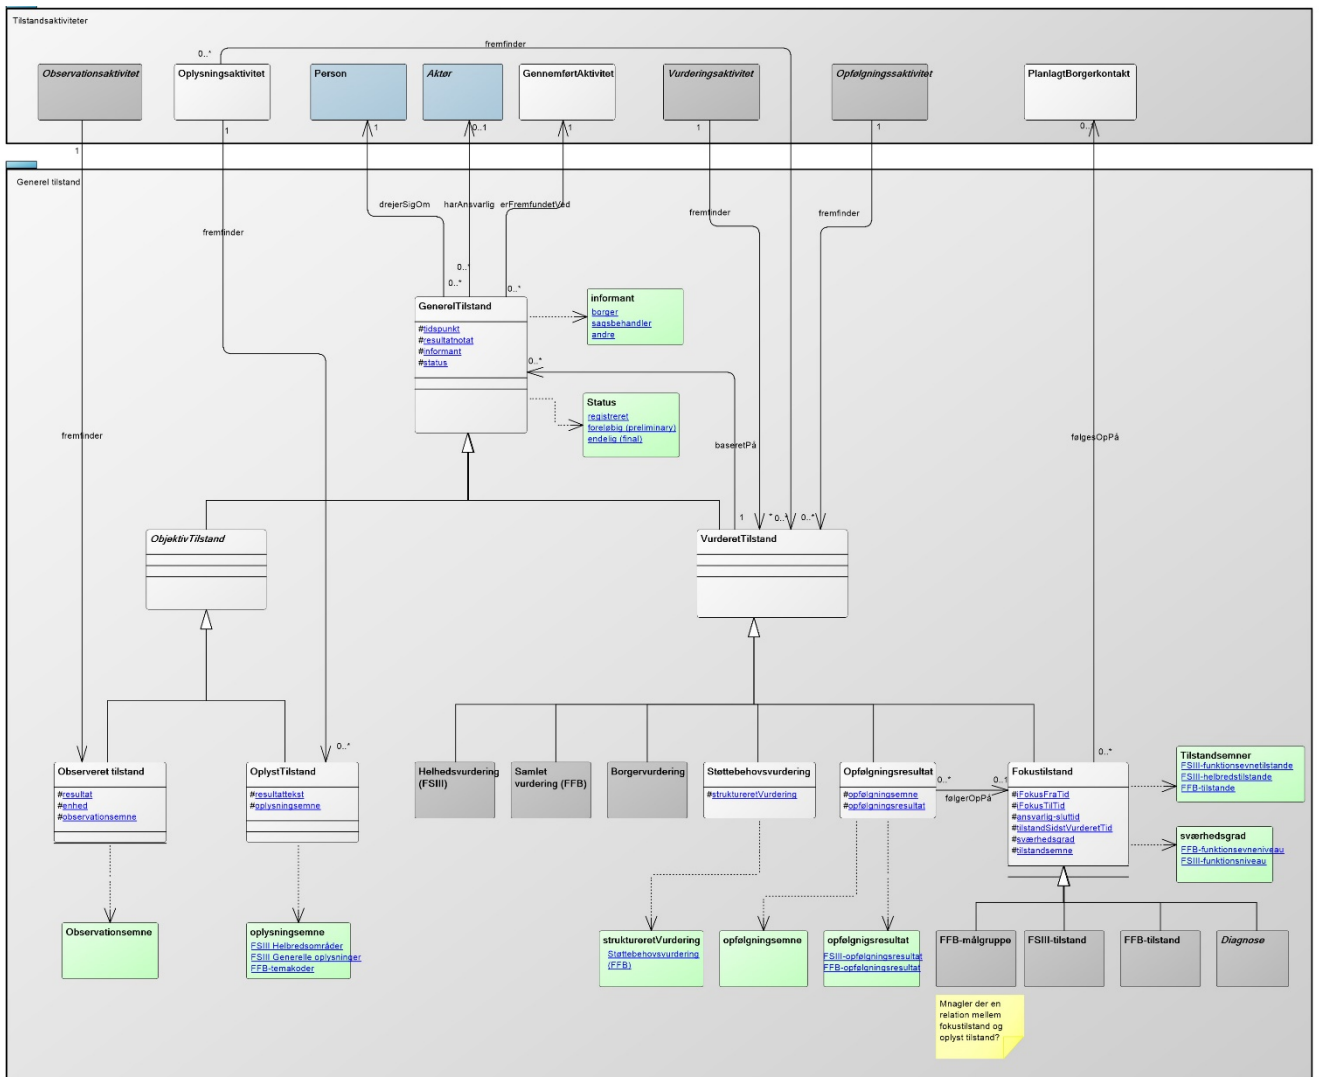 Tilstandsaktiviteter
fremfinder
0..*
Observationsaktivitet
Oplysningsaktivitet
Person
Aktør
GennemførtAktivitet
Vurderingsaktivitet
Opfølgningssaktivitet
PlanlagtBorgerkontakt
1
1
1
0..1
1
1
1
Generel tilstand
drejerSigOm
harAnsvarlig
erFremfundetVed
fremfinder
fremfinder
fremfinder
0..*
0..*
0..*
GenerelTilstand
#tidspunkt
#resultatnotat
#informant
#status
informant
borger
sagsbehandler
andre
0..*
Status
registreret
foreløbig (preliminary)
endelig (final)
fremfinder
baseretPå
følgesOpPå
1
*
0..*
0..*
ObjektivTilstand
VurderetTilstand
0..*
0..*
Observeret tilstand
#resultat
#enhed
#observationsemne
OplystTilstand
#resultattekst
#oplysningsemne
Helhedsvurdering
(FSIII)
Samlet
vurdering (FFB)
Borgervurdering
Støttebehovsvurdering
#struktureretVurdering
Opfølgningsresultat
#opfølgningsemne
#opfølgningsresultat
0..*
0..1
følgerOpPå
Fokustilstand
#iFokusFraTid
#iFokusTilTid
#ansvarlig-sluttid
#tilstandSidstVurderetTid
#sværhedsgrad
#tilstandsemne
Tilstandsemner
FSIII-funktionsevnetilstande
FSIII-helbredstilstande
FFB-tilstande
sværhedsgrad
FFB-funktionsevneniveau
FSIII-funktionsniveau
Observationsemne
oplysningsemne
FSIII Helbredsområder
FSIII Generelle oplysninger
FFB-temakoder
struktureretVurdering
Støttebehovsvurdering
(FFB)
opfølgningsemne
opfølgnigsresultat
FSIII-opfølgningsresultat
FFB-opfølgningsresultat
FFB-målgruppe
FSIII-tilstand
FFB-tilstand
Diagnose
Mnagler der en
relation mellem
fokustilstand og
oplyst tilstand?